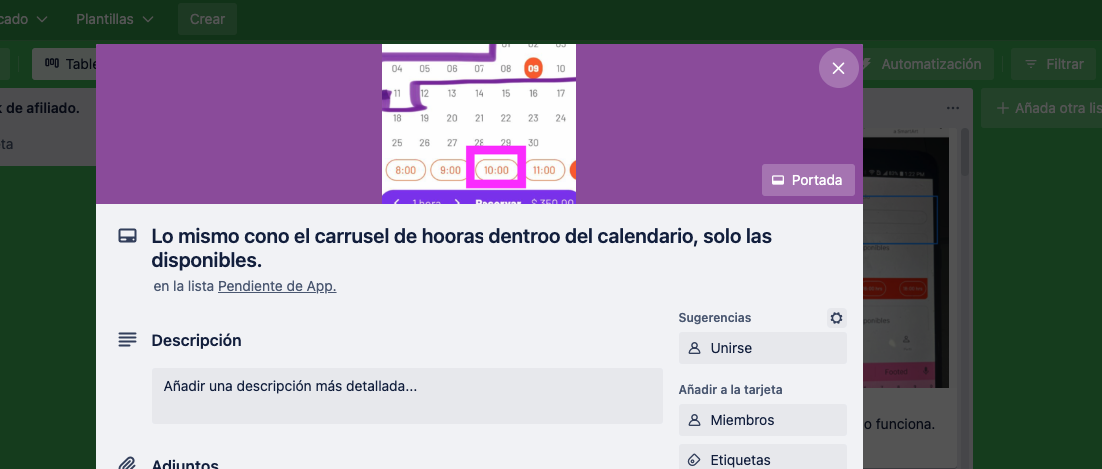 cado
Plantillas
Crear
Table
Automatización
Filtrar
k de afiliado.
Añada otra lis
ta
01 02 03
04 05 06 07 08 09 10
11 12 13 14 15 16 17
18 19 20 21 22 23 24
25 26 27 28 29 30
8:00 9:00 10:00 11:00
1 hora Reservar $ 350.00
Portada
Lo mismo cono el carrusel de hooras dentroo del calendario, solo las
disponibles.
en la lista Pendiente de App.
Sugerencias
Unirse
Descripción
Añadir una descripción más detallada...
Añadir a la tarjeta
Miembros
o funciona.
Etiquetas
Adjuntos